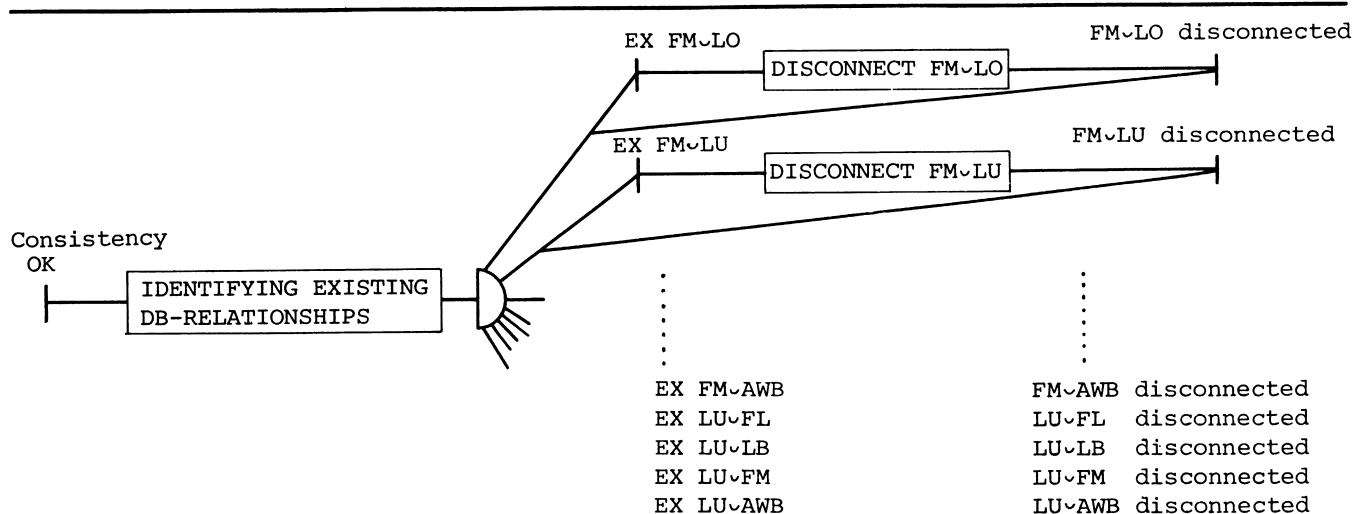 EX FM⌣LO
FM⌣LO disconnected
DISCONNECT FM⌣LO
EX FM⌣LU
FM⌣LU disconnected
DISCONNECT FM⌣LU
Consistency
OK
IDENTIFYING EXISTING
DB-RELATIONSHIPS
EX FM⌣AWB
FM⌣AWB disconnected
EX LU⌣FL
LU⌣FL disconnected
EX LU⌣LB
LU⌣LB disconnected
EX LU⌣FM
LU⌣FM disconnected
EX LU⌣AWB
LU⌣AWB disconnected